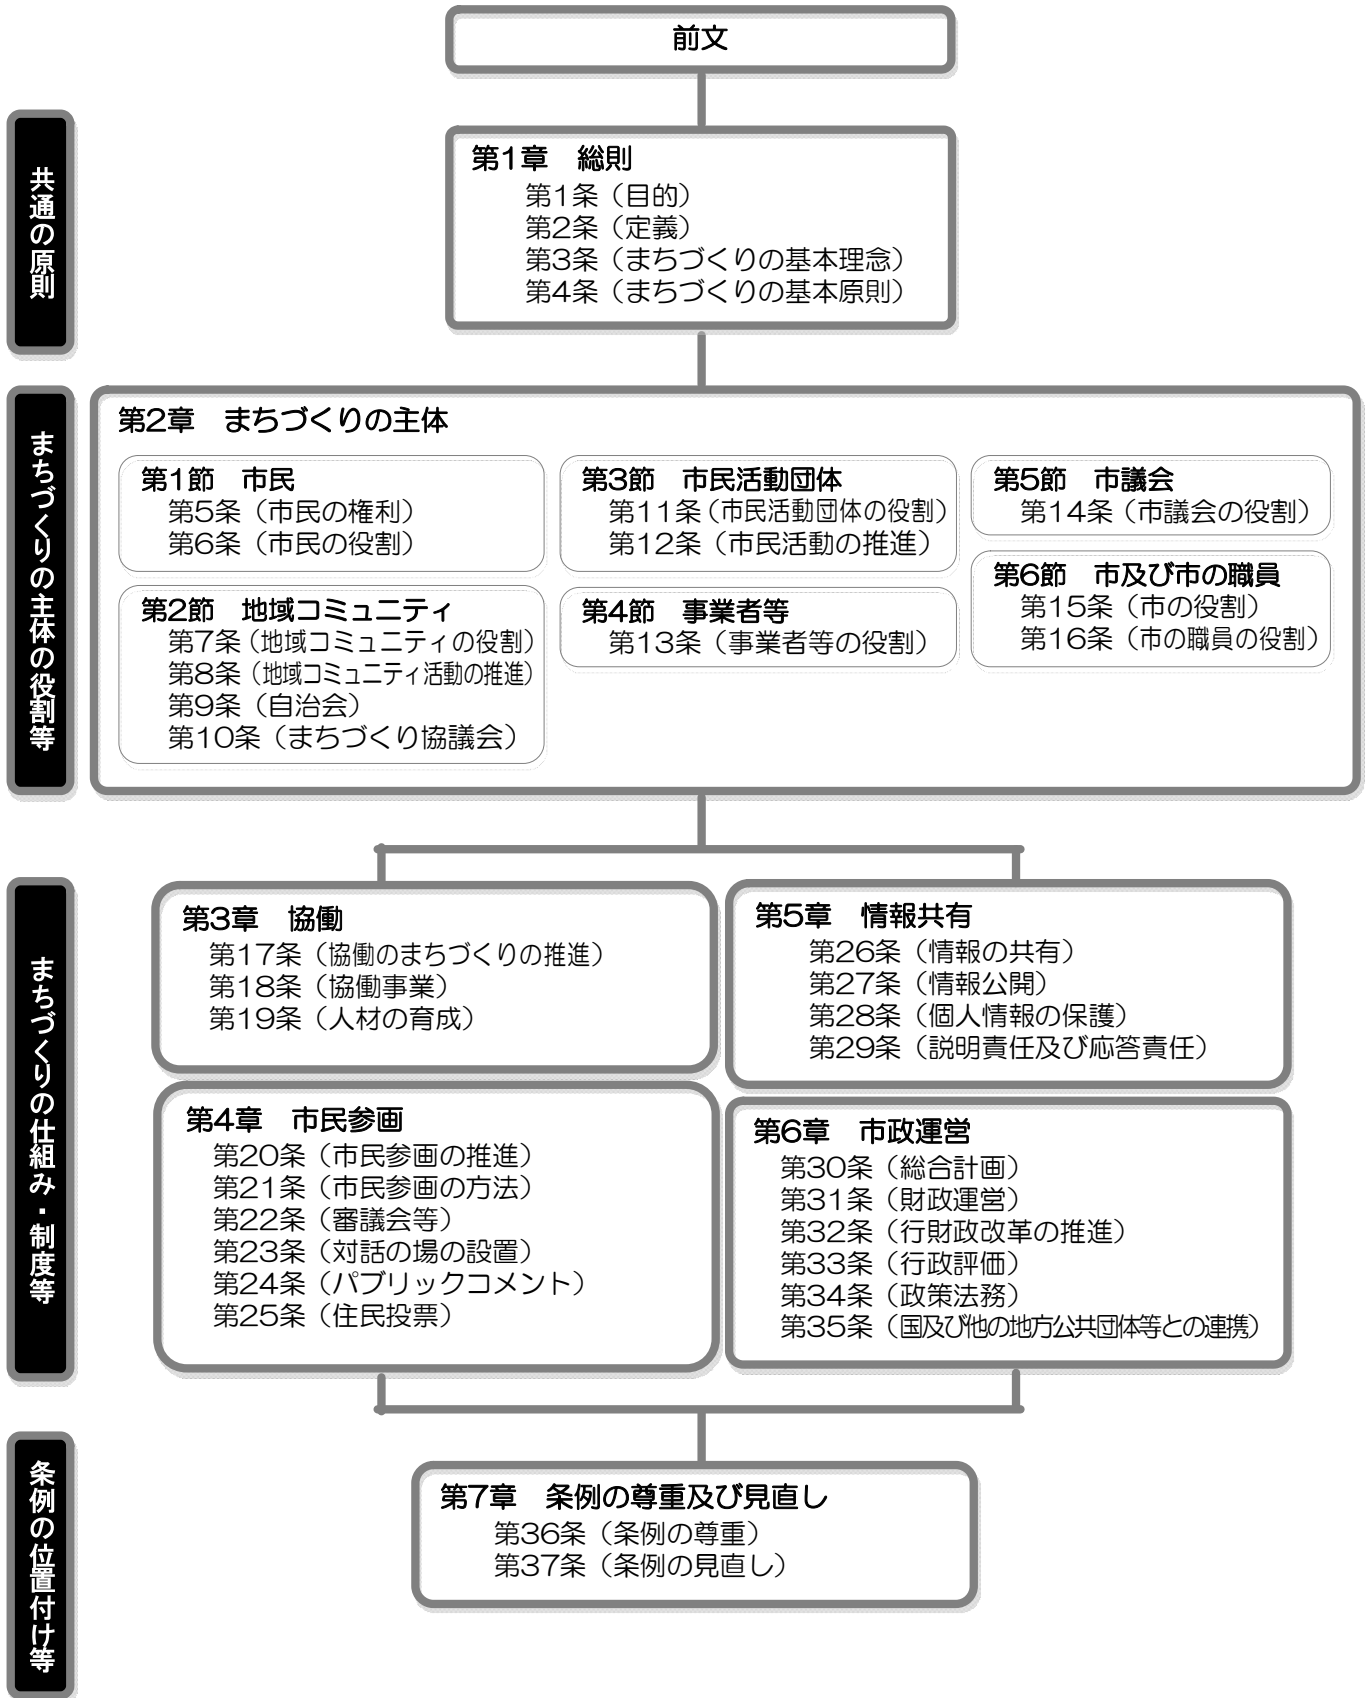 前文
共通の原則
第1章　総則
第1条（目的）
第2条（定義）
第3条（まちづくりの基本理念）
第4条（まちづくりの基本原則）
まちづくりの主体の役割等
第2章　まちづくりの主体
第1節　市民
第5条（市民の権利）
第6条（市民の役割）
第2節　地域コミュニティ
第7条（地域コミュニティの役割）
第8条（地域コミュニティ活動の推進）
第9条（自治会）
第10条（まちづくり協議会）
第3節　市民活動団体
第11条（市民活動団体の役割）
第12条（市民活動の推進）
第4節　事業者等
第13条（事業者等の役割）
第5節　市議会
第14条（市議会の役割）
第6節　市及び市の職員
第15条（市の役割）
第16条（市の職員の役割）
まちづくりの仕組み・制度等
第3章　協働
第17条（協働のまちづくりの推進）
第18条（協働事業）
第19条（人材の育成）
第4章　市民参画
第20条（市民参画の推進）
第21条（市民参画の方法）
第22条（審議会等）
第23条（対話の場の設置）
第24条（パブリックコメント）
第25条（住民投票）
第5章　情報共有
第26条（情報の共有）
第27条（情報公開）
第28条（個人情報の保護）
第29条（説明責任及び応答責任）
第6章　市政運営
第30条（総合計画）
第31条（財政運営）
第32条（行財政改革の推進）
第33条（行政評価）
第34条（政策法務）
第35条（国及び他の地方公共団体等との連携）
条例の位置付け等
第7章　条例の尊重及び見直し
第36条（条例の尊重）
第37条（条例の見直し）